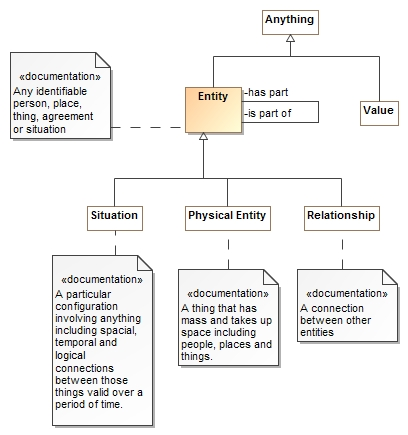 Anything
«documentation»
Any identifiable
person, place,
thing, agreement
or situation
Entity
-has part
-is part of
Value
Situation
Physical Entity
Relationship
«documentation»
A particular
configuration
involving anything
including spacial,
temporal and
logical
connections
between those
things valid over a
period of time.
«documentation»
A thing that has
mass and takes up
space including
people, places and
things.
«documentation»
A connection
between other
entities